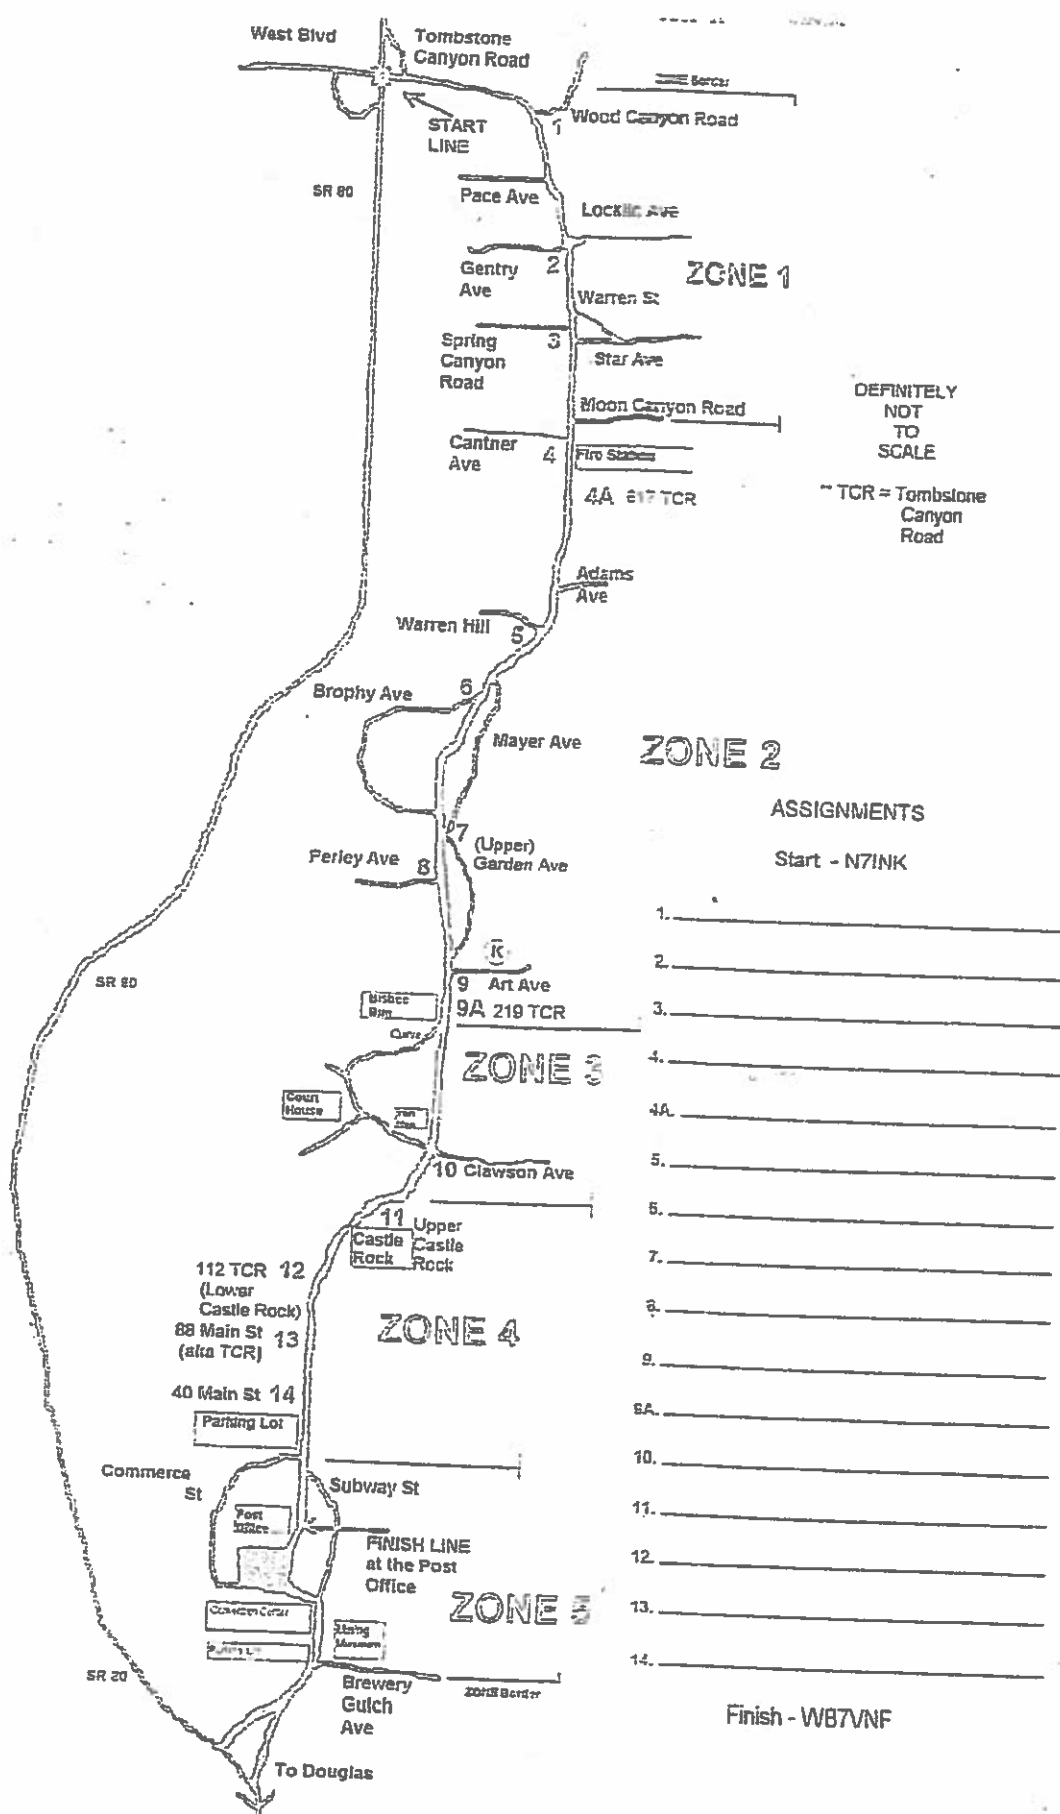 West Blvd
Tombstone
Canyon Road
START
LINE
1
Wood Canyon Road
SR 80
Pace Ave
Ave
Gentry
Ave
2
ZONE 1
Warren St
Spring
Canyon
Road
3
Star Ave
Moon Canyon Road
Cantner
Ave
4
Fire Station
4A 617 TCR
DEFINITELY
NOT
TO
SCALE
** TCR = Tombstone
Canyon
Road
Adams
Ave
Warren Hill
5
Brophy Ave
6
Mayer Ave
ZONE 2
7
(Upper)
Garden Ave
Perley Ave
8
K
9 Art Ave
9A 219 TCR
Bisbee
Curve
SR 80
ZONE 3
Court
House
10 Clawson Ave
11
Upper
Castle
Rock
Castle
Rock
112 TCR 12
(Lower
Castle Rock)
88 Main St
(aka TCR)
13
ZONE 4
40 Main St 14
Parking Lot
Commerce
St
Subway St
Post
Office
FINISH LINE
at the Post
Office
ZONE 5
Convention Center
Mining
Museum
Brewery
Gulch
Ave
Zone Border
To Douglas
ASSIGNMENTS
Start - N7INK
1.
2.
3.
4.
4A.
5.
6.
7.
8.
9.
9A.
10.
11.
12.
13.
14.
Finish - WB7VNF